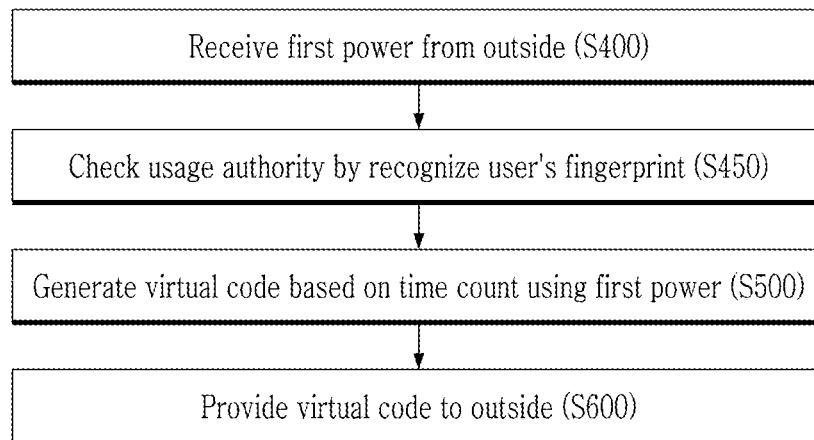 Receive first power from outside (S400)
Check usage authority by recognize user's fingerprint (S450)
Generate virtual code based on time count using first power (S500)
Provide virtual code to outside (S600)